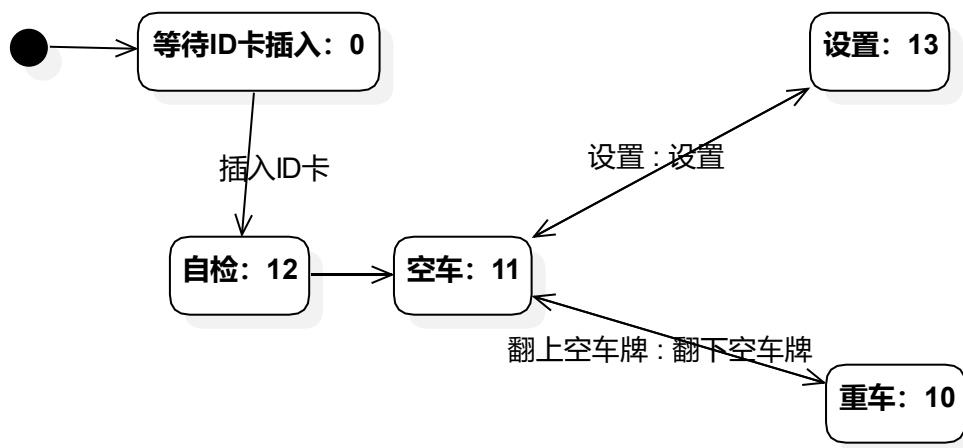 等待ID卡插入：0
设置：13
设置 : 设置
插入ID卡
自检：12
空车：11
翻上空车牌 : 翻下空车牌
重车：10